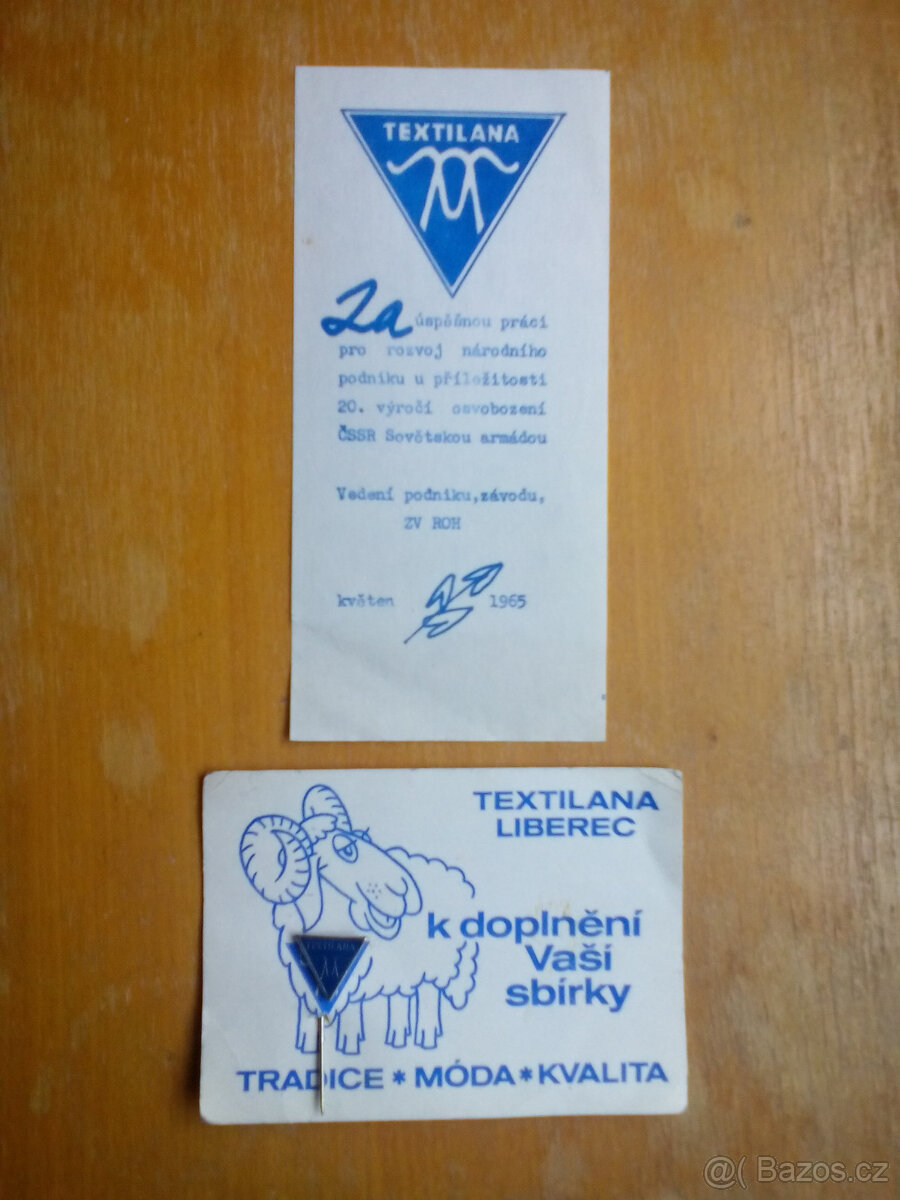 TEXTILANA
Za úspěšnou práci
pro rozvoj národního
podniku u příležitosti
20. výročí osvobození
ČSSR Sovětskou armádou
Vedení podniku,závodu,
ZV ROH
květen 1965
TEXTILANA
LIBEREC
k doplnění
Vaší
sbírky
TEXTILANA
TRADICE * MÓDA * KVALITA
@( Bazos.cz